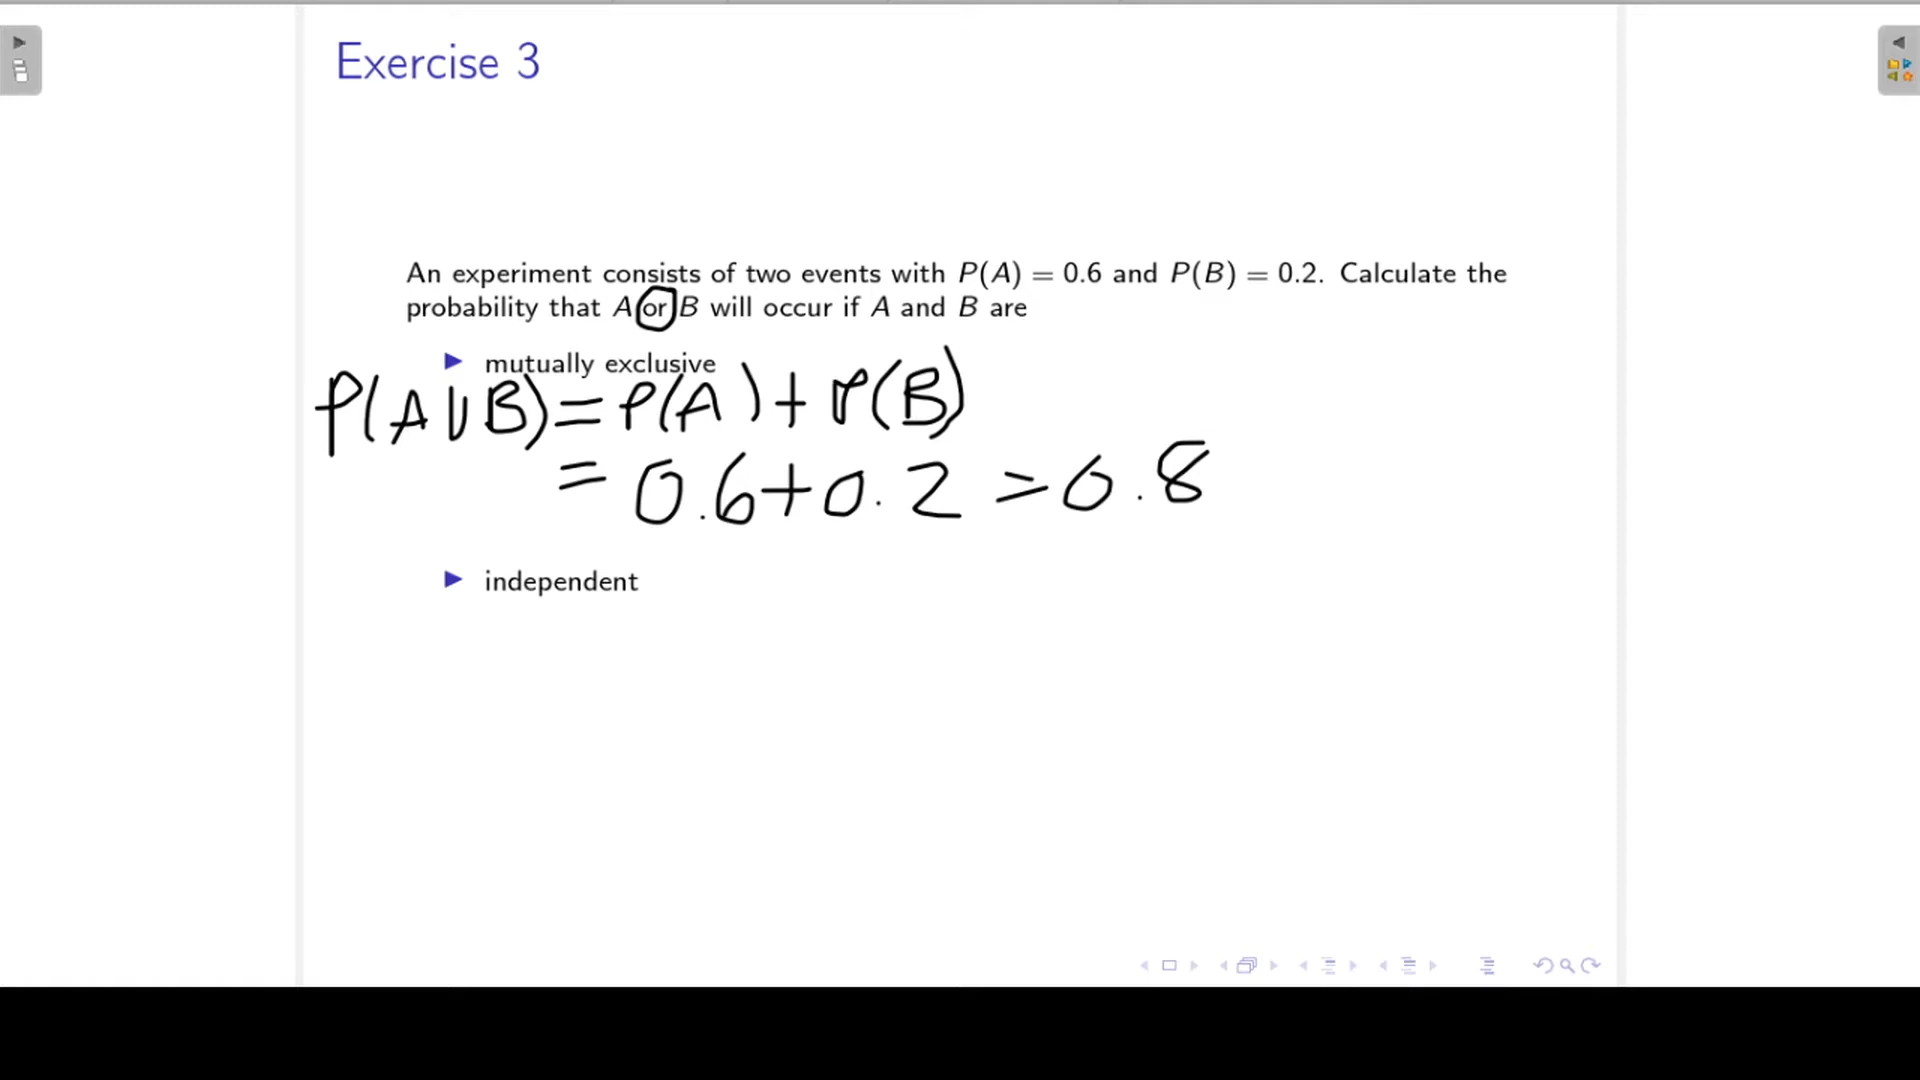 Exercise 3
An experiment consists of two events with P(A) = 0.6 and P(B) = 0.2. Calculate the
probability that A or B will occur if A and B are
▶ mutually exclusive
P(A∪B)=P(A)+P(B)
= 0.6+0.2 = 0.8
▶ independent